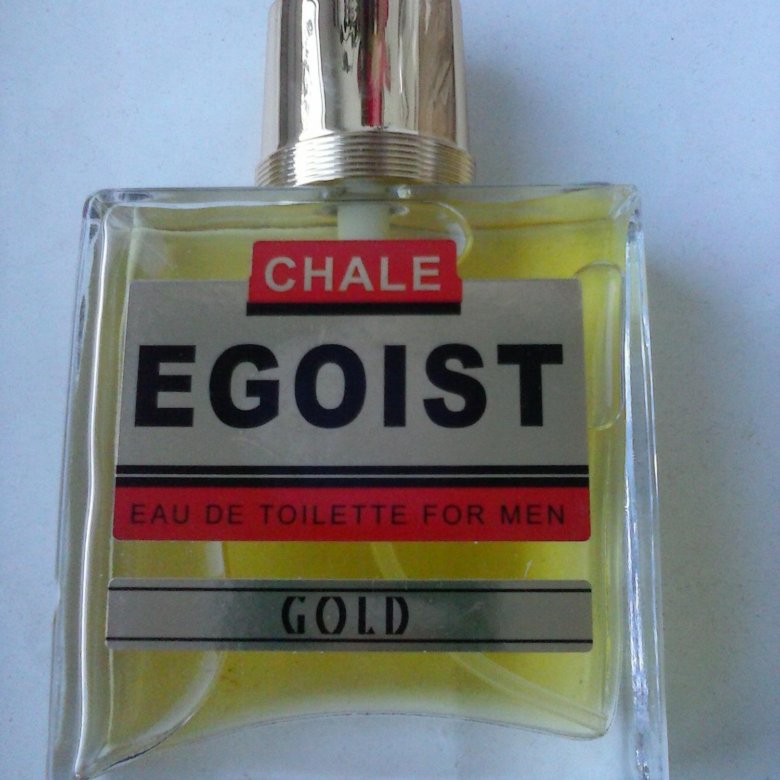 CHALE
EGOIST
EAU DE TOILETTE FOR MEN
GOLD